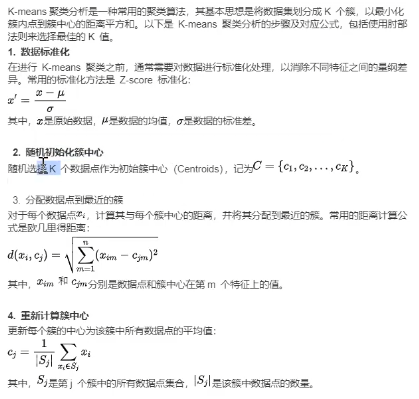 K-means 聚类分析是一种常用的聚类算法，其基本思想是将数据集划分成 K 个簇，以最小化
簇内点到簇中心的距离平方和。以下是 K-means 聚类分析的步骤及对应公式，包括使用肘部
法则来选择最佳的 K 值。
1. 数据标准化
在进行 K-means 聚类之前，通常需要对数据进行标准化处理，以消除不同特征之间的量纲差
异。常用的标准化方法是 Z-score 标准化：
x′ = (x − μ) / σ
其中，x是原始数据，μ是数据的均值，σ是数据的标准差。
2. 随机初始化簇中心
随机选择 K 个数据点作为初始簇中心（Centroids），记为C = {c₁, c₂, . . . , c_K}。
3. 分配数据点到最近的簇
对于每个数据点x_i，计算其与每个簇中心的距离，并将其分配到最近的簇。常用的距离计算公
式是欧几里得距离：
d(x_i, c_j) = √(∑_{m=1}^{n} (x_{im} − c_{jm})²)
其中，x_{im} 和 c_{jm}分别是数据点和簇中心在第 m 个特征上的值。
4. 重新计算簇中心
更新每个簇的中心为该簇中所有数据点的平均值：
c_j = 1/|S_j| ∑_{x_i∈S_j} x_i
其中，S_j是第 j 个簇中的所有数据点集合，|S_j|是该簇中数据点的数量。